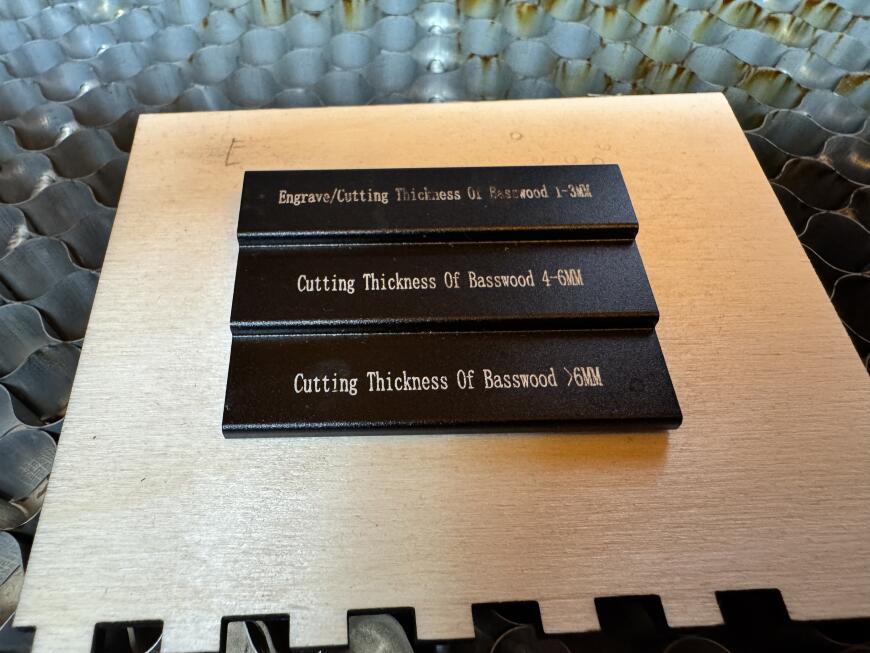 E
Engrave/Cutting Thickness Of Basswood 1-3MM
Cutting Thickness Of Basswood 4-6MM
Cutting Thickness Of Basswood >6MM